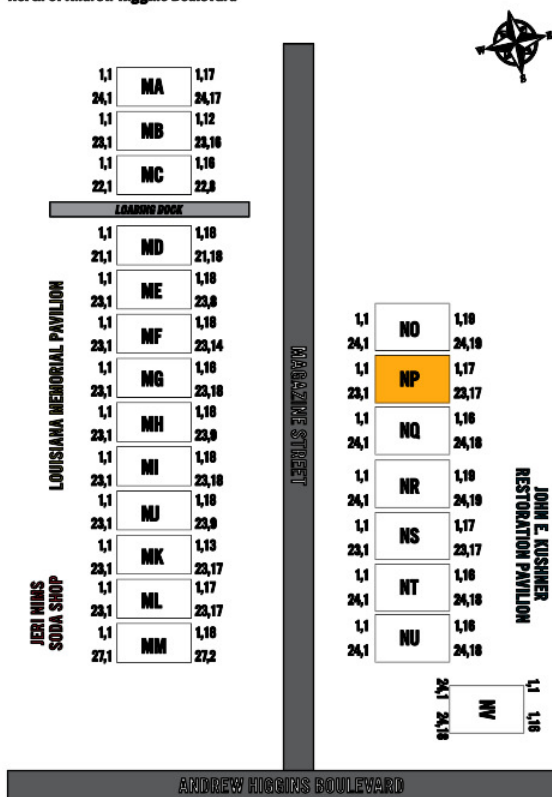 North of Andrew Higgins Boulevard
N
W
E
S
1,1 MA 1,17
24,1 24,17
1,1 MB 1,12
23,1 23,16
1,1 MC 1,16
22,1 22,8
LOADING DOCK
1,1 MD 1,18
21,1 21,18
1,1 ME 1,18
23,1 23,8
1,1 MF 1,18
23,1 23,14
1,1 MG 1,18
23,1 23,18
1,1 MH 1,18
23,1 23,9
1,1 MI 1,18
23,1 23,18
1,1 MJ 1,18
23,1 23,9
1,1 MK 1,13
23,1 23,17
1,1 ML 1,17
23,1 23,17
1,1 MM 1,18
27,1 27,2
LOUISIANA MEMORIAL PAVILION
JERI NIMS
SODA SHOP
MAGAZINE STREET
1,1 NO 1,19
24,1 24,19
1,1 NP 1,17
23,1 23,17
1,1 NQ 1,16
24,1 24,18
1,1 NR 1,19
24,1 24,19
1,1 NS 1,17
23,1 23,17
1,1 NT 1,16
24,1 24,18
1,1 NU 1,16
24,1 24,18
JOHN E. KUSHNER
RESTORATION PAVILION
24,1 NV 1,1
24,18 1,16
ANDREW HIGGINS BOULEVARD